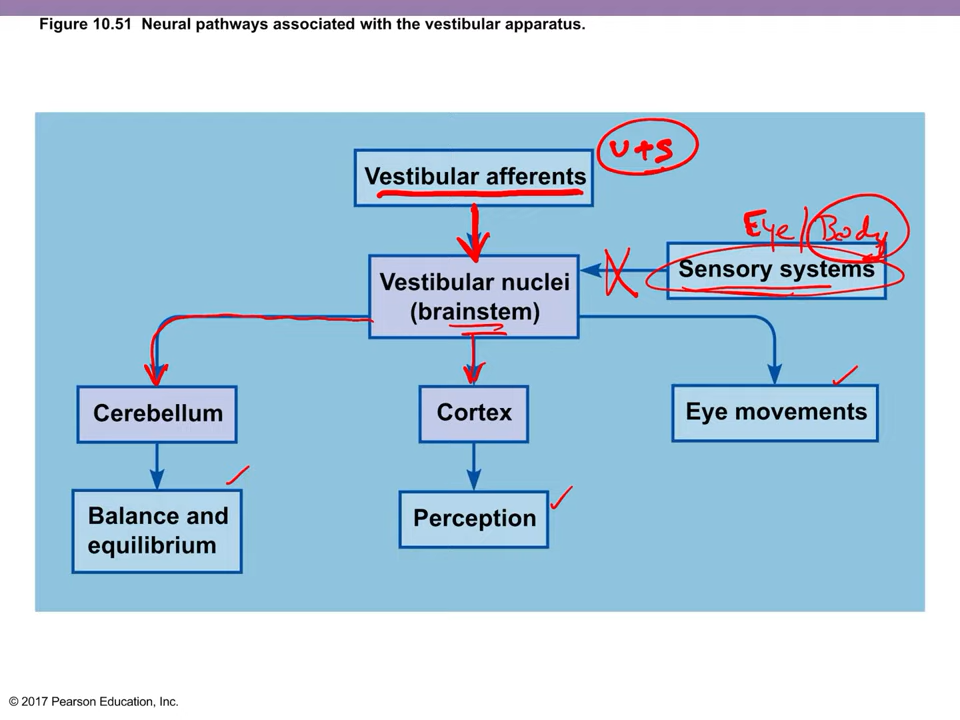 Figure 10.51 Neural pathways associated with the vestibular apparatus.
U+S
Vestibular afferents
Eye/Body
Sensory systems
Vestibular nuclei
(brainstem)
Cerebellum
Cortex
Eye movements
Balance and
equilibrium
Perception
© 2017 Pearson Education, Inc.